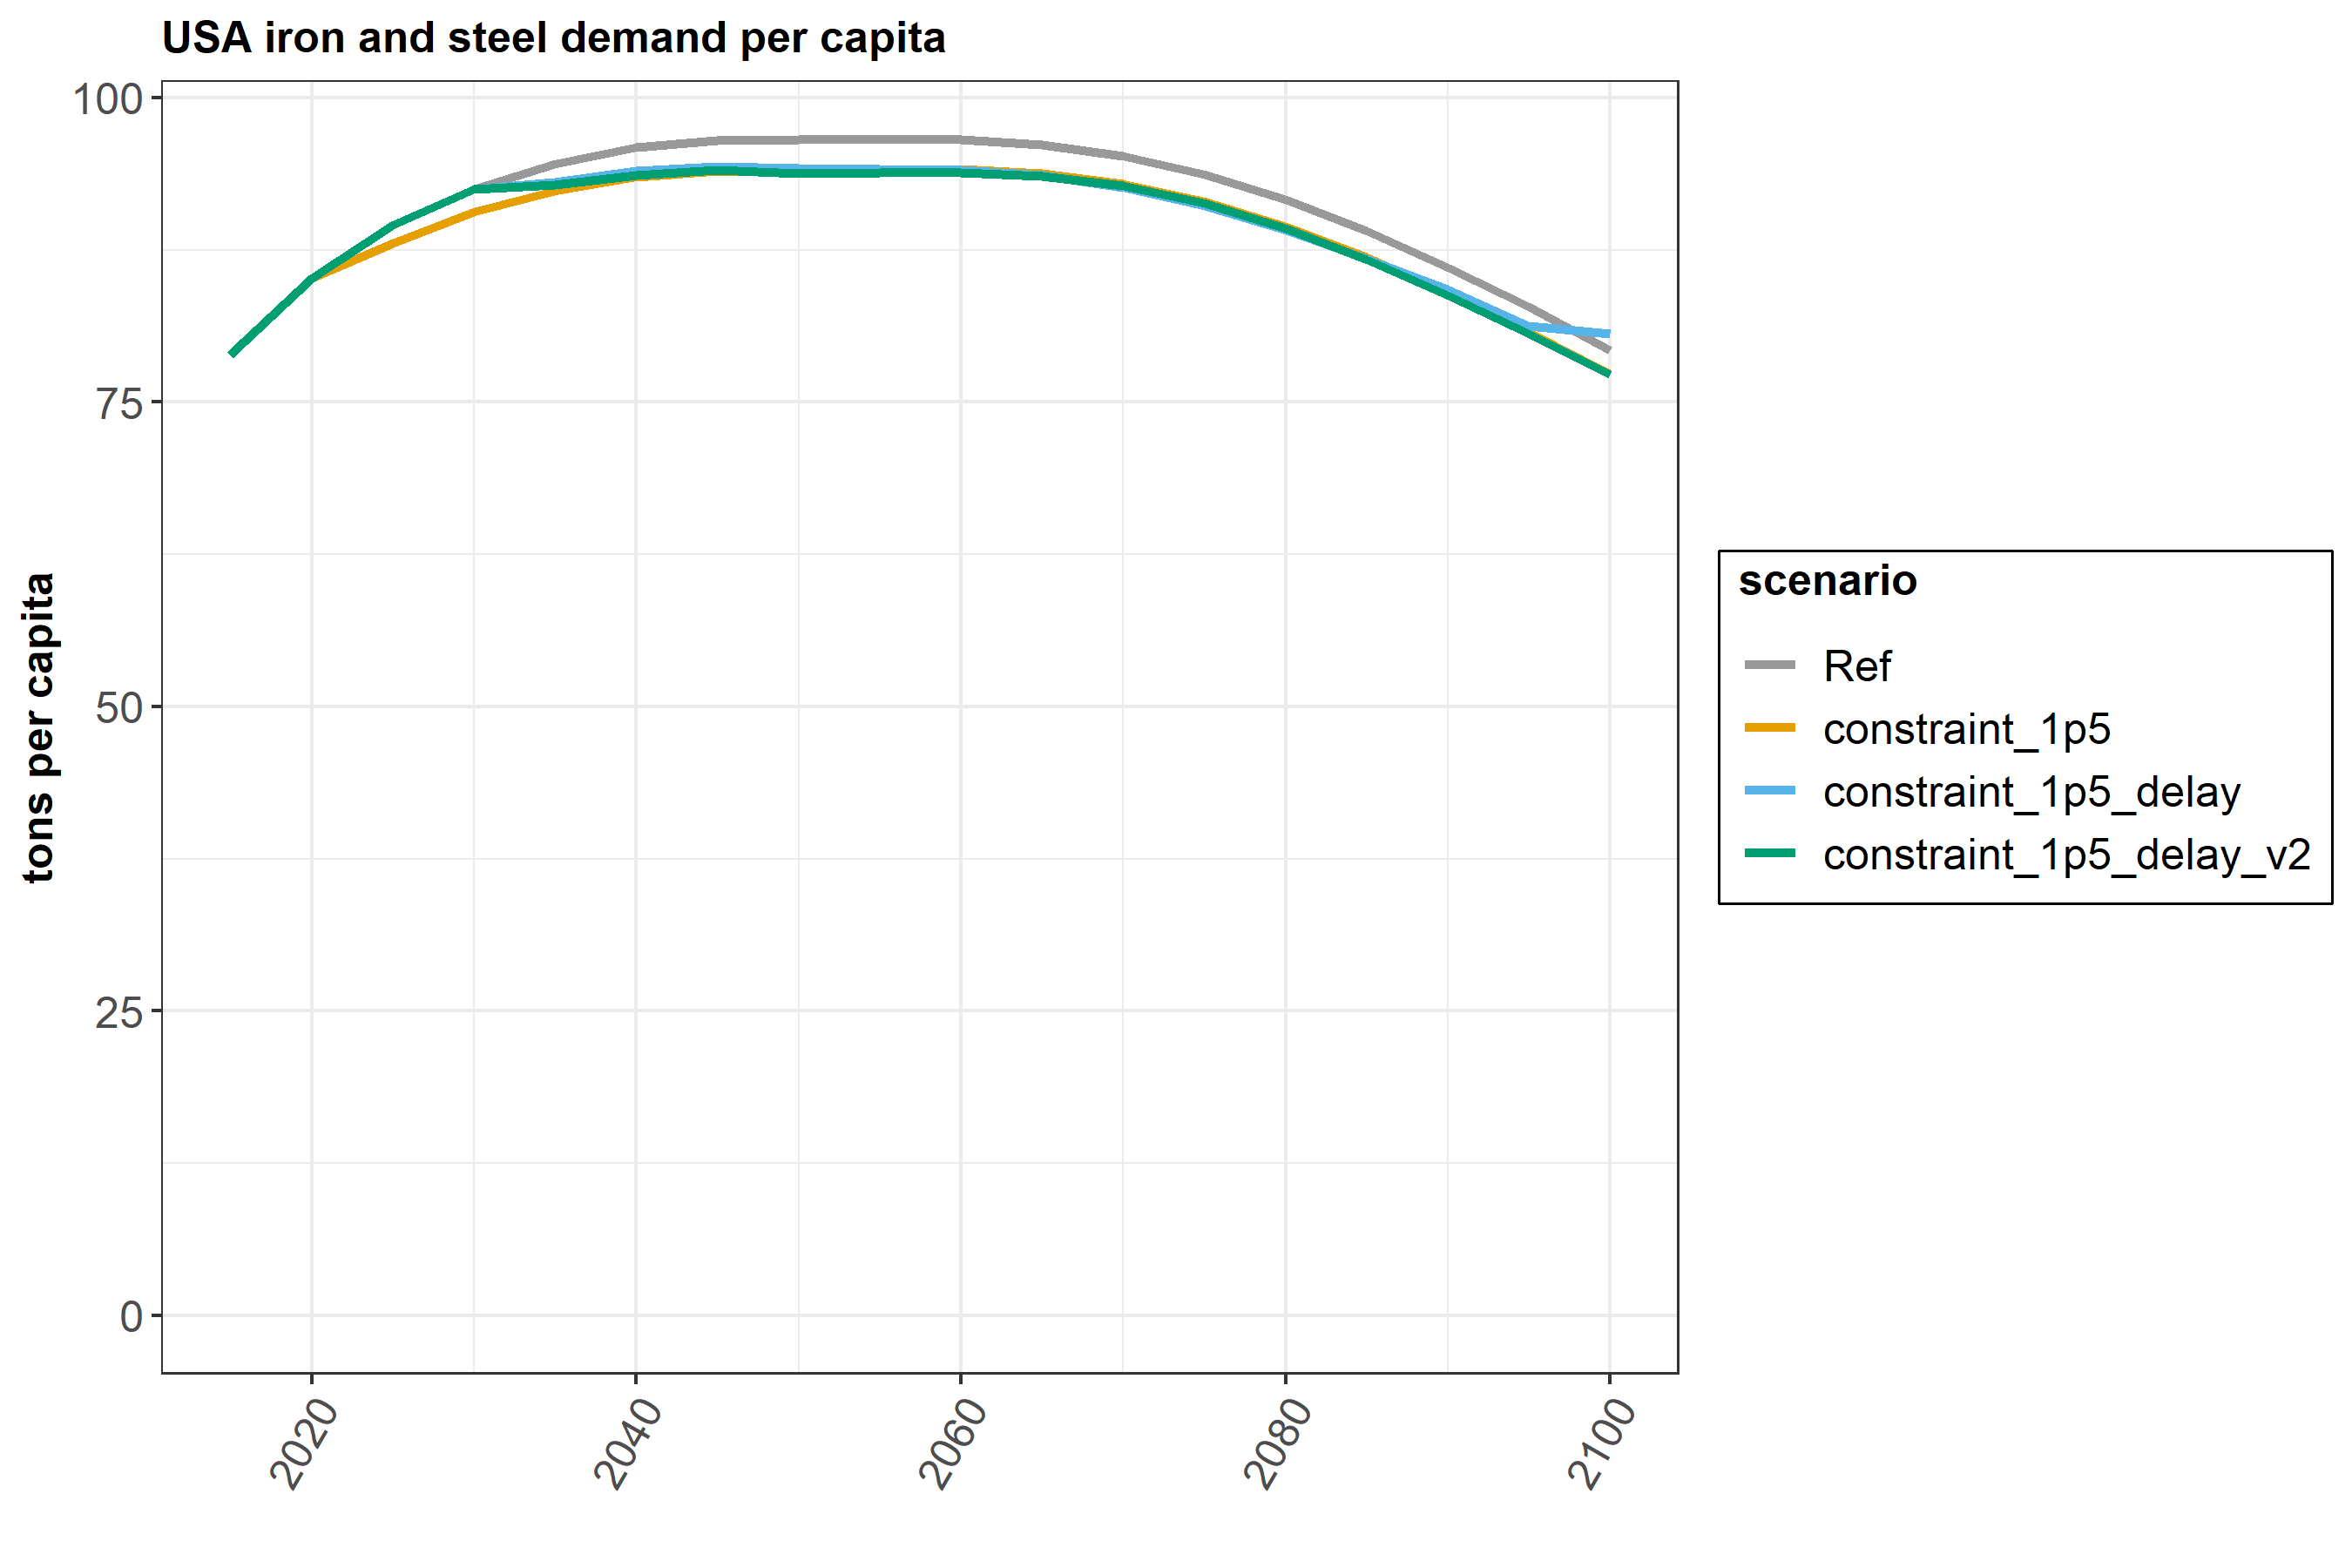 USA iron and steel demand per capita
100
75
50
25
0
tons per capita
2020
2040
2060
2080
2100
scenario
Ref
constraint_1p5
constraint_1p5_delay
constraint_1p5_delay_v2